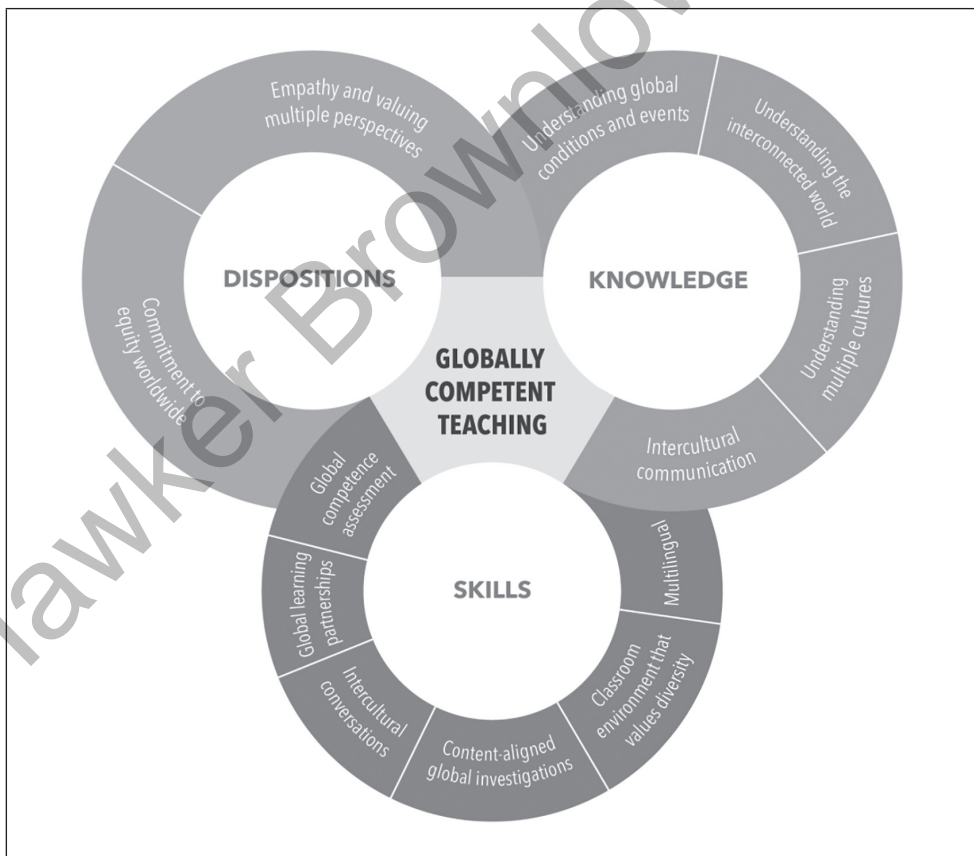 Empathy and valuing
multiple perspectives
Commitment to
equity worldwide
DISPOSITIONS
Understanding global
conditions and events
Understanding the
interconnected world
Understanding
multiple cultures
Intercultural
communication
KNOWLEDGE
GLOBALLY
COMPETENT
TEACHING
Global
competence
assessment
Global learning
partnerships
Intercultural
conversations
Content-aligned
global investigations
Classroom
environment that
values diversity
Multilingual
SKILLS
Hawker Brownlow